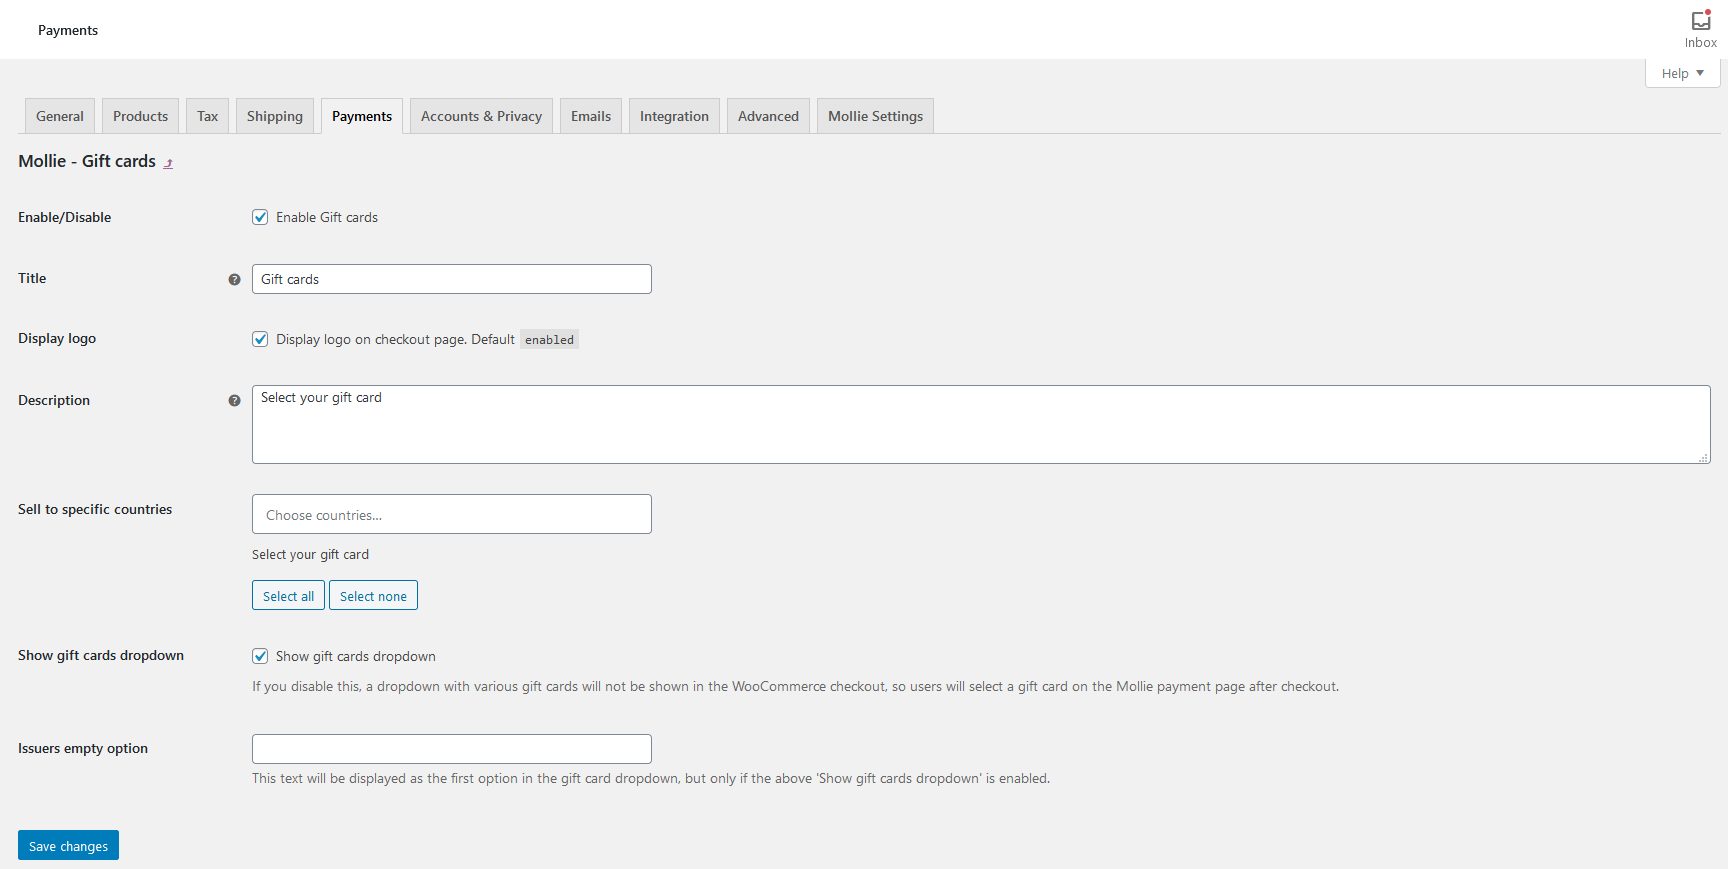 Payments
Inbox
Help
General Products Tax Shipping Payments Accounts & Privacy Emails Integration Advanced Mollie Settings
Mollie - Gift cards
Enable/Disable Enable Gift cards
Title Gift cards
Display logo Display logo on checkout page. Default enabled
Description Select your gift card
Sell to specific countries Choose countries...
Select your gift card
Select all Select none
Show gift cards dropdown Show gift cards dropdown
If you disable this, a dropdown with various gift cards will not be shown in the WooCommerce checkout, so users will select a gift card on the Mollie payment page after checkout.
Issuers empty option
This text will be displayed as the first option in the gift card dropdown, but only if the above 'Show gift cards dropdown' is enabled.
Save changes